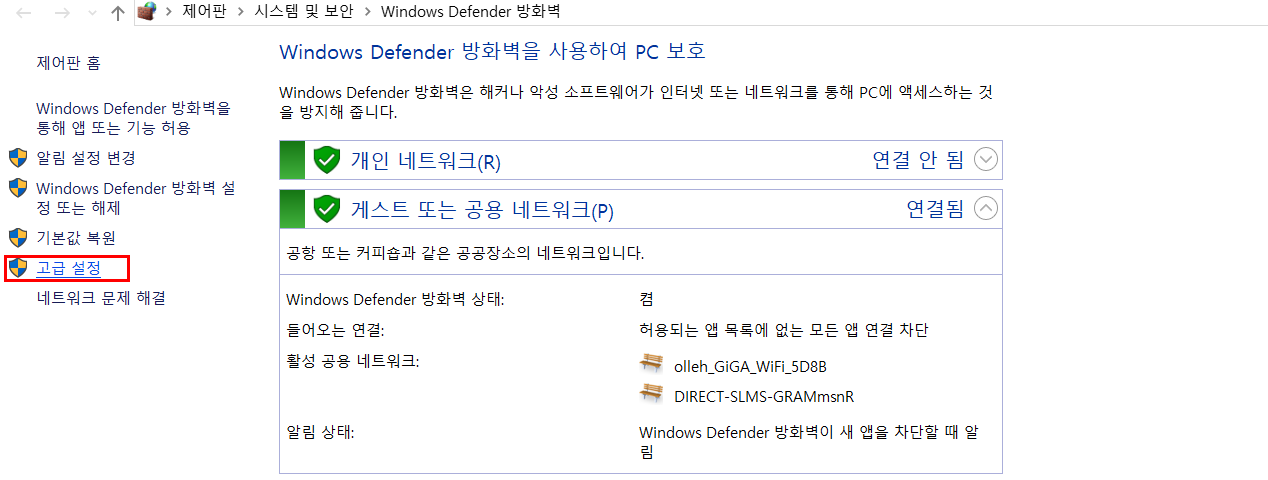 제어판 > 시스템 및 보안 > Windows Defender 방화벽
제어판 홈
Windows Defender 방화벽을
통해 앱 또는 기능 허용
알림 설정 변경
Windows Defender 방화벽 설
정 또는 해제
기본값 복원
고급 설정
네트워크 문제 해결
Windows Defender 방화벽을 사용하여 PC 보호
Windows Defender 방화벽은 해커나 악성 소프트웨어가 인터넷 또는 네트워크를 통해 PC에 액세스하는 것
을 방지해 줍니다.
개인 네트워크(R) 연결 안 됨
게스트 또는 공용 네트워크(P) 연결됨
공항 또는 커피숍과 같은 공공장소의 네트워크입니다.
Windows Defender 방화벽 상태: 켬
들어오는 연결: 허용되는 앱 목록에 없는 모든 앱 연결 차단
활성 공용 네트워크: olleh_GiGA_WiFi_5D8B
DIRECT-SLMS-GRAMmsnR
알림 상태: Windows Defender 방화벽이 새 앱을 차단할 때 알
림